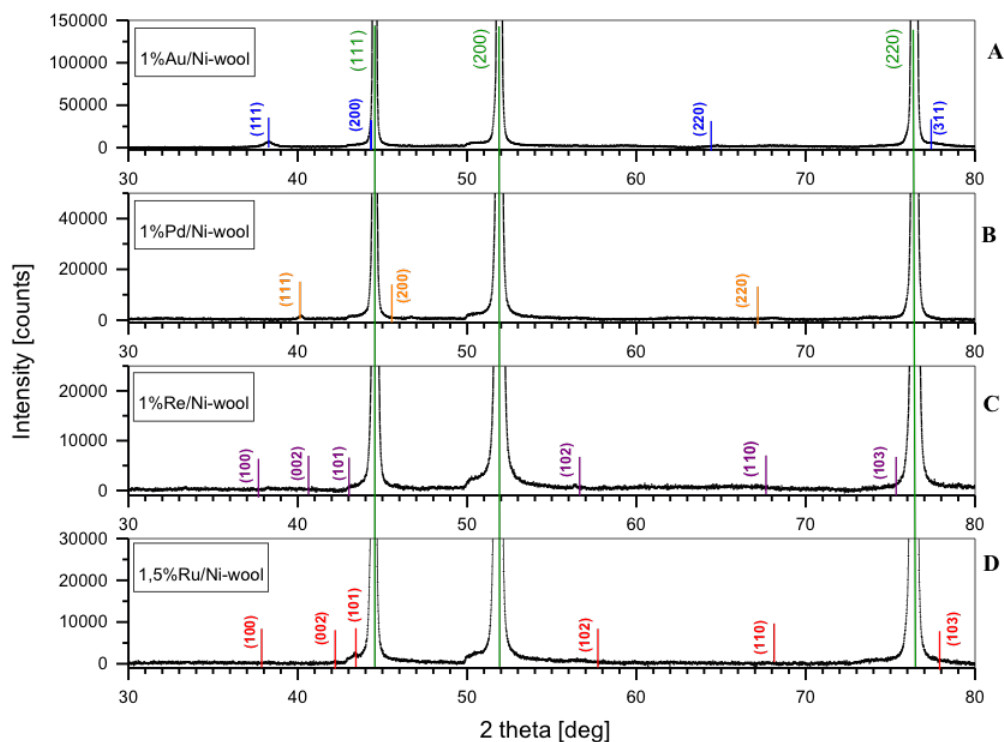 Intensity [counts]
150000
100000
50000
0
1%Au/Ni-wool
(111)
(200)
(111)
(200)
(220)
(220)
(311)
A
30 40 50 60 70 80
40000
20000
0
1%Pd/Ni-wool
(111)
(200)
(220)
B
30 40 50 60 70 80
20000
10000
0
1%Re/Ni-wool
(100)
(002)
(101)
(102)
(110)
(103)
C
30 40 50 60 70 80
30000
20000
10000
0
1,5%Ru/Ni-wool
(100)
(002)
(101)
(102)
(110)
(103)
D
30 40 50 60 70 80
2 theta [deg]